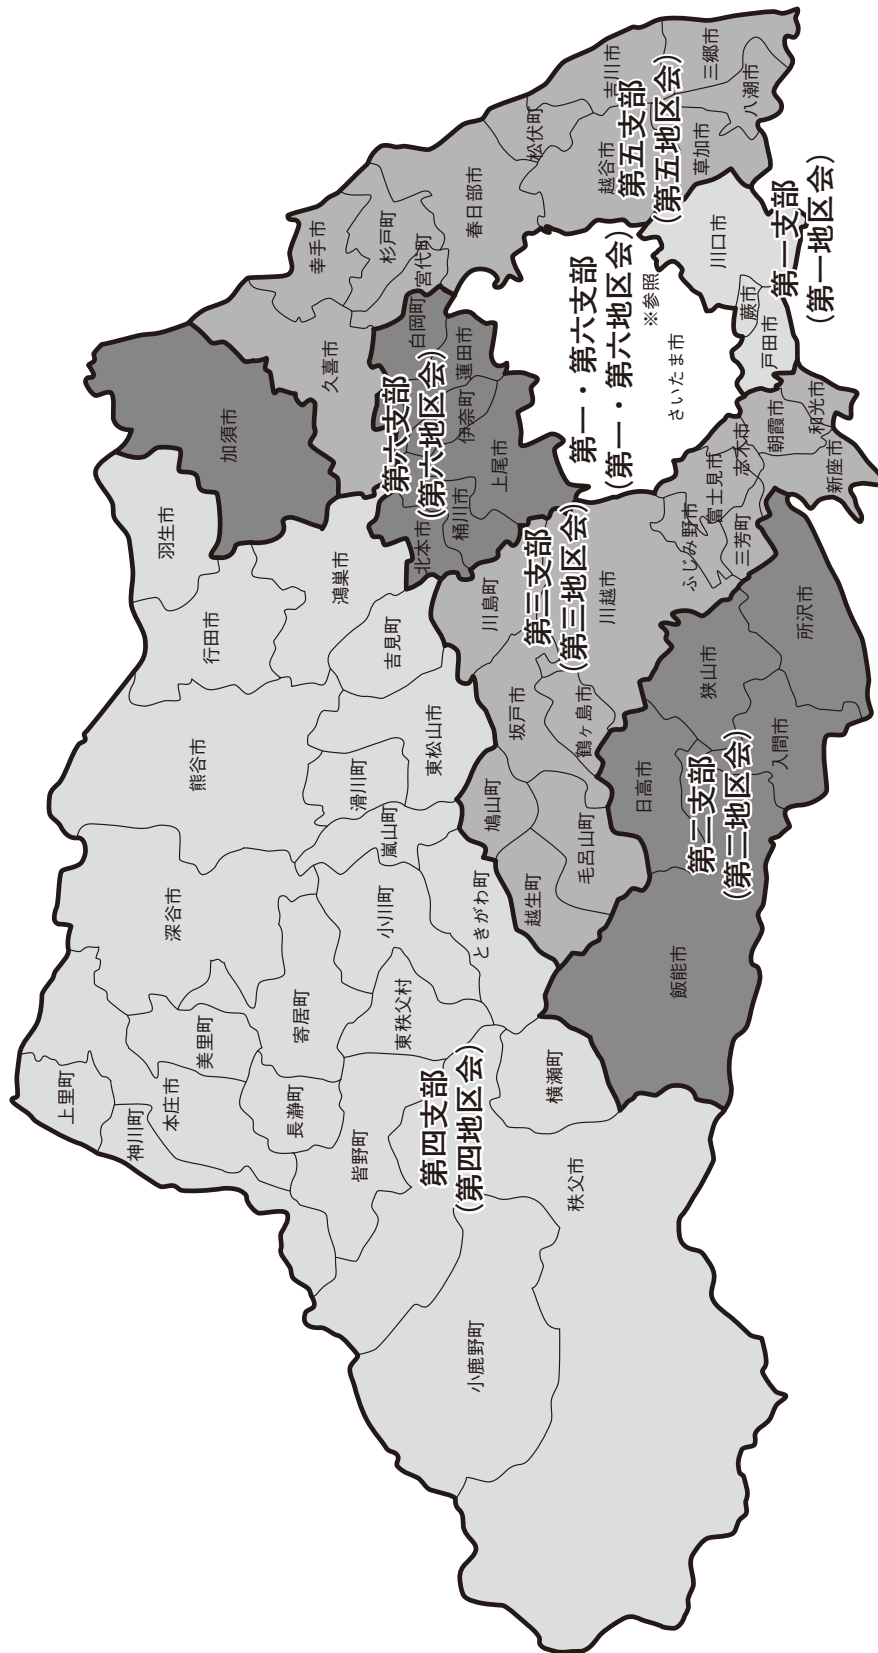 上里町
神川町
本庄市
美里町
深谷市
熊谷市
行田市
羽生市
加須市
長瀞町
寄居町
皆野町
東秩父村
小川町
嵐山町
滑川町
東松山市
吉見町
鴻巣市
ときがわ町
横瀬町
秩父市
小鹿野町
第四支部
(第四地区会)
久喜市
幸手市
杉戸町
宮代町
春日部市
松伏町
越谷市
吉川市
三郷市
八潮市
草加市
第五支部
(第五地区会)
白岡町
蓮田市
伊奈町
上尾市
桶川市
北本市
第六支部
(第六地区会)
第一・第六支部
(第一・第六地区会)
※参照
さいたま市
川口市
蕨市
戸田市
第一支部
(第一地区会)
川島町
川越市
坂戸市
鶴ヶ島市
鳩山町
毛呂山町
越生町
ふじみ野市
富士見市
三芳町
志木市
朝霞市
和光市
新座市
第三支部
(第三地区会)
所沢市
狭山市
入間市
日高市
飯能市
第二支部
(第二地区会)